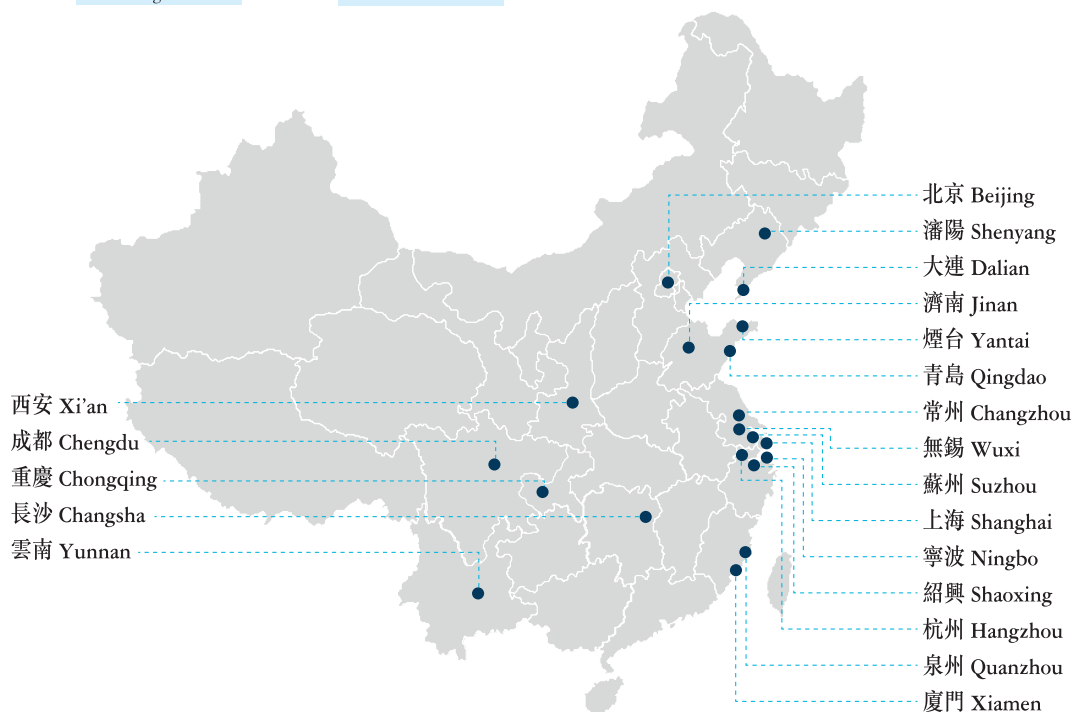 北京 Beijing
瀋陽 Shenyang
大連 Dalian
濟南 Jinan
煙台 Yantai
青島 Qingdao
西安 Xi’an
常州 Changzhou
成都 Chengdu
無錫 Wuxi
重慶 Chongqing
蘇州 Suzhou
長沙 Changsha
上海 Shanghai
雲南 Yunnan
寧波 Ningbo
紹興 Shaoxing
杭州 Hangzhou
泉州 Quanzhou
廈門 Xiamen